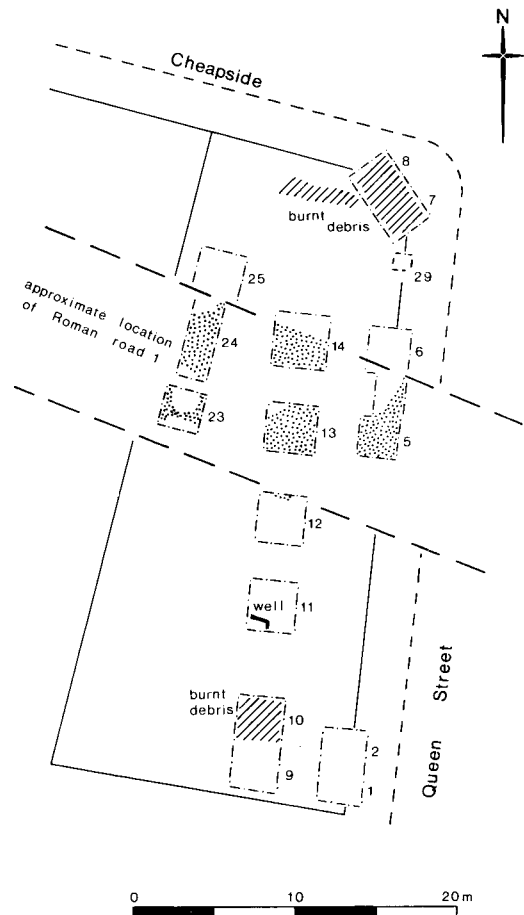 N
Cheapside
8
7
burnt
debris
29
25
approximate location
of Roman road 1
24
14
6
23
13
5
12
well
11
burnt
debris
10
2
9
1
Queen Street
0 10 20 m